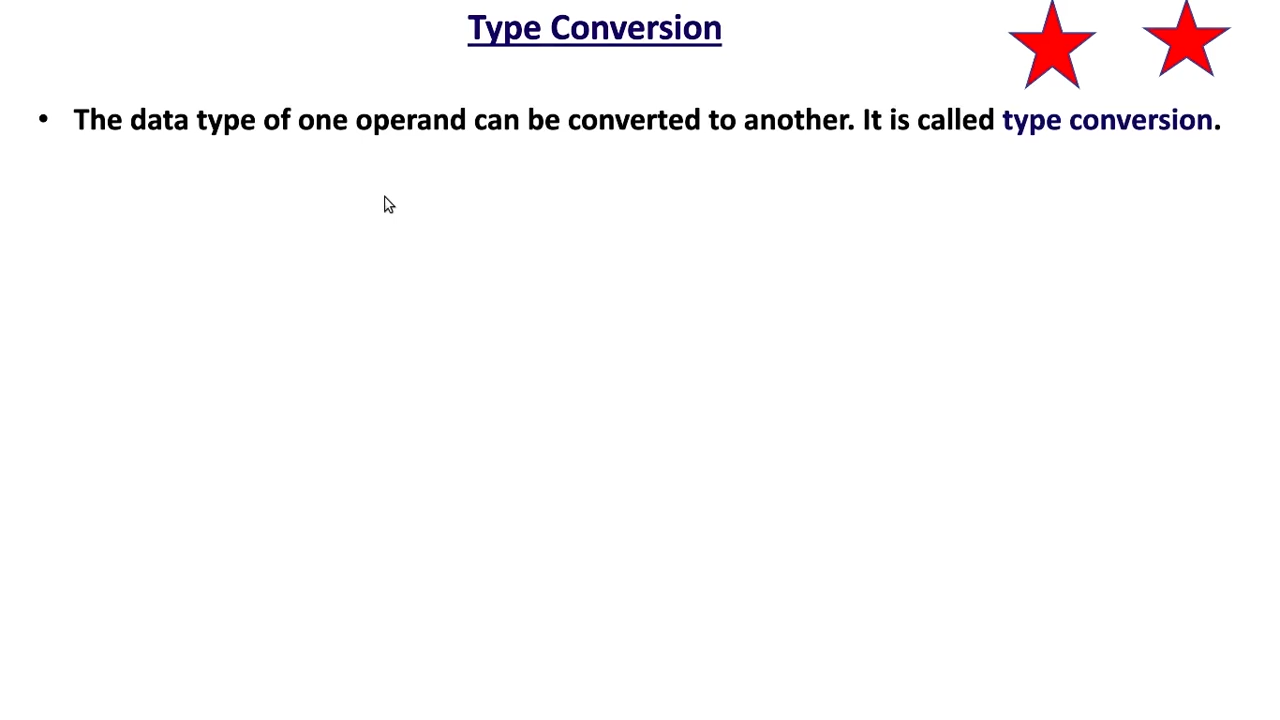 Type Conversion
• The data type of one operand can be converted to another. It is called type conversion.